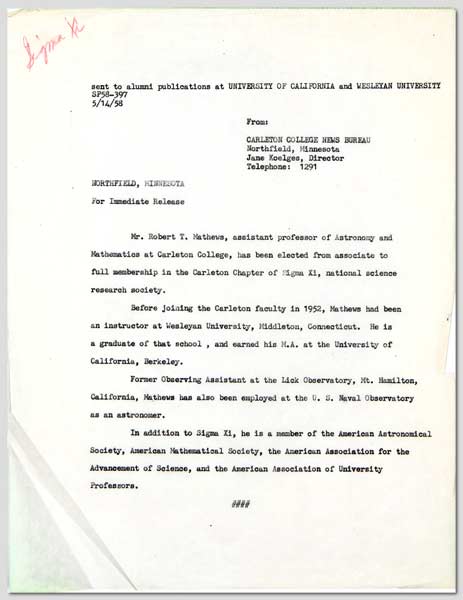 Sigma Xi
sent to alumni publications at UNIVERSITY OF CALIFORNIA and WESLEYAN UNIVERSITY
SP58-397
5/14/58
From:
CARLETON COLLEGE NEWS BUREAU
Northfield, Minnesota
Jane Koelges, Director
Telephone: 1291
NORTHFIELD, MINNESOTA
For Immediate Release
Mr. Robert T. Mathews, assistant professor of Astronomy and
Mathematics at Carleton College, has been elected from associate to
full membership in the Carleton Chapter of Sigma Xi, national science
research society.
Before joining the Carleton faculty in 1952, Mathews had been
an instructor at Wesleyan University, Middleton, Connecticut. He is
a graduate of that school , and earned his M.A. at the University of
California, Berkeley.
Former Observing Assistant at the Lick Observatory, Mt. Hamilton,
California, Mathews has also been employed at the U. S. Naval Observatory
as an astronomer.
In addition to Sigma Xi, he is a member of the American Astronomical
Society, American Mathematical Society, the American Association for the
Advancement of Science, and the American Association of University
Professors.
####